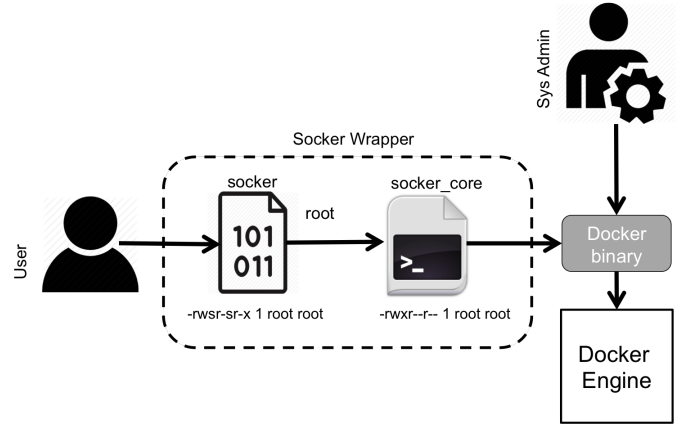 Sys Admin
Socker Wrapper
socker
socker_core
root
101
011
>_
User
Docker
binary
-rwsr-sr-x 1 root root
-rwxr--r-- 1 root root
Docker
Engine